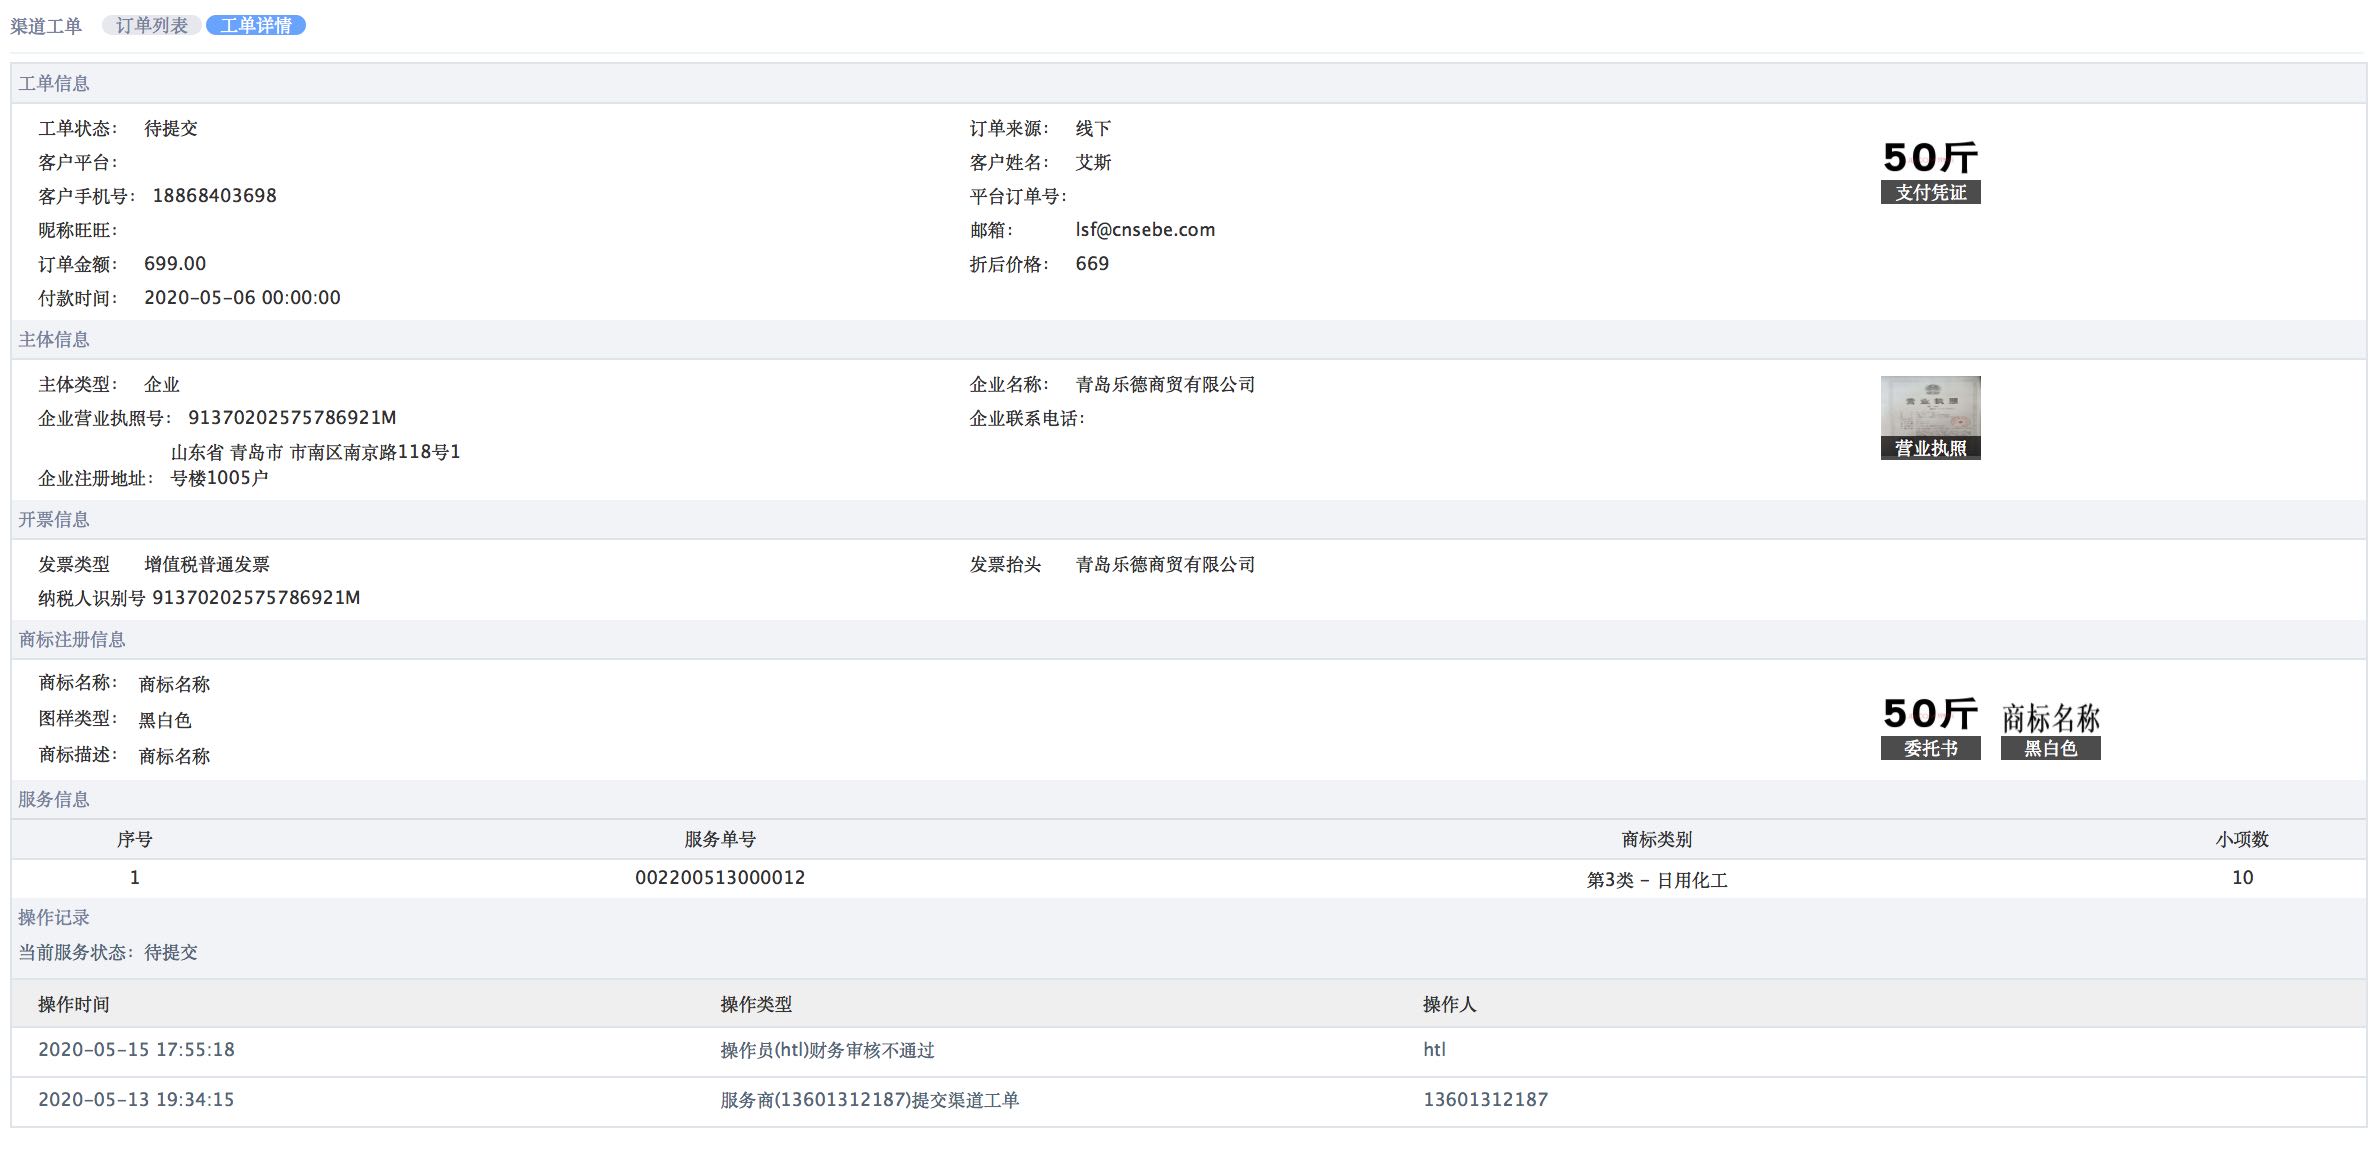 渠道工单 订单列表 工单详情
工单信息
工单状态： 待提交 订单来源： 线下
客户平台： 客户姓名： 艾斯
50斤
支付凭证
客户手机号： 18868403698 平台订单号：
昵称旺旺： 邮箱： lsf@cnsebe.com
订单金额： 699.00 折后价格： 669
付款时间： 2020-05-06 00:00:00
主体信息
主体类型： 企业 企业名称： 青岛乐德商贸有限公司
企业营业执照号： 91370202575786921M 企业联系电话：
营业执照
营业执照
企业注册地址： 山东省 青岛市 市南区南京路118号1
号楼1005户
开票信息
发票类型 增值税普通发票 发票抬头 青岛乐德商贸有限公司
纳税人识别号 91370202575786921M
商标注册信息
商标名称： 商标名称
图样类型： 黑白色
商标描述： 商标名称
50斤 商标名称
委托书 黑白色
服务信息
序号 服务单号 商标类别 小项数
1 002200513000012 第3类 - 日用化工 10
操作记录
当前服务状态： 待提交
操作时间 操作类型 操作人
2020-05-15 17:55:18 操作员(htl)财务审核不通过 htl
2020-05-13 19:34:15 服务商(13601312187)提交渠道工单 13601312187